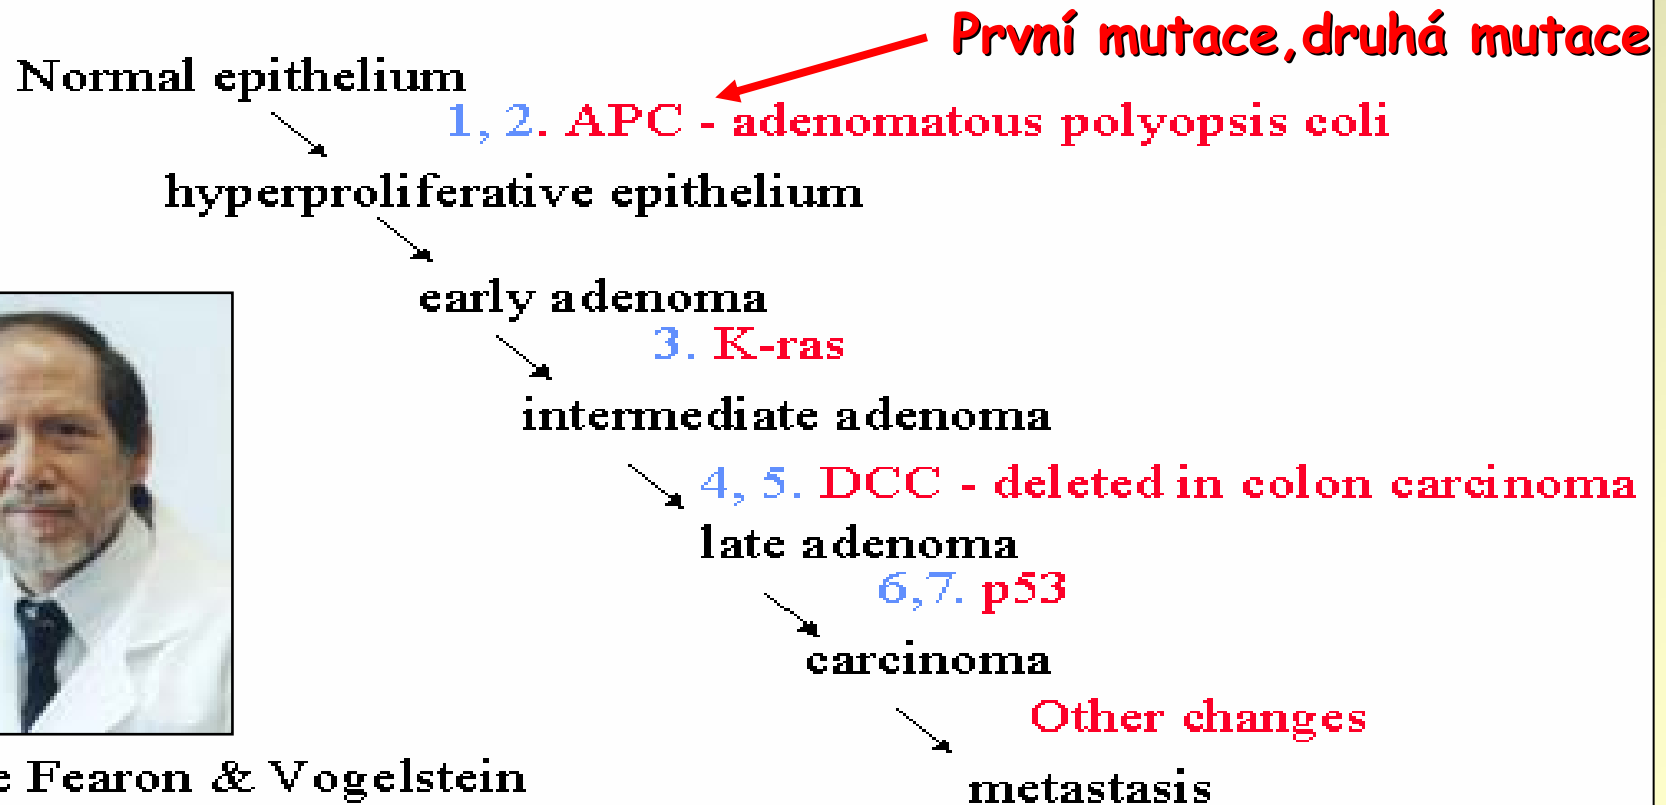 První mutace,druhá mutace
Normal epithelium
1, 2. APC - adenomatous polyopsis coli
hyperproliferative epithelium
early adenoma
3. K-ras
intermediate adenoma
4, 5. DCC - deleted in colon carcinoma
late adenoma
6,7. p53
carcinoma
Other changes
Fearon & Vogelstein
metastasis